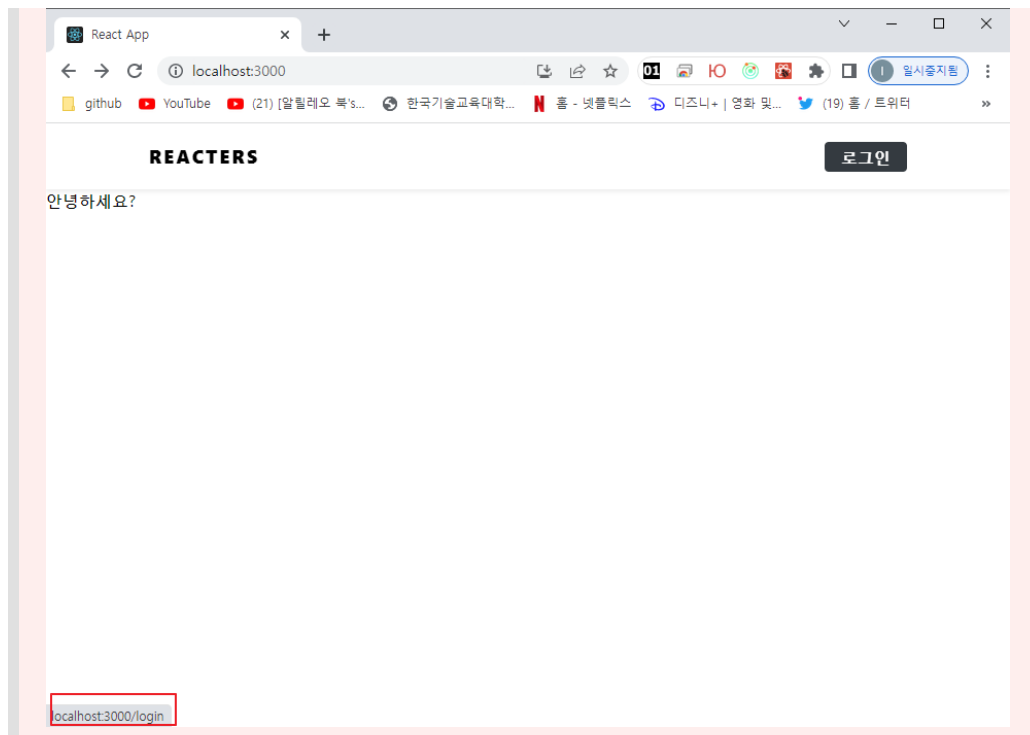 React App
localhost:3000
01
Ю
I 일시중지됨
github YouTube (21) [알릴레오 북's... 한국기술교육대학... 홈 - 넷플릭스 디즈니+ | 영화 및... (19) 홈 / 트위터 »
REACTERS 로그인
안녕하세요?
localhost:3000/login